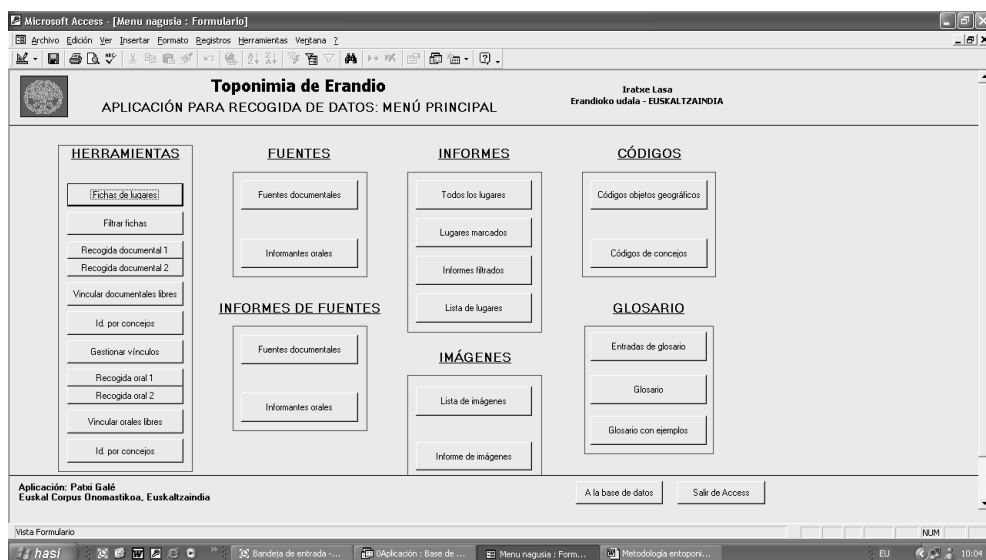 Microsoft Access - [Menu nagusia : Formulario]
Archivo Edición Ver Insertar Formato Registros Herramientas Ventana ?
Toponimia de Erandio
APLICACIÓN PARA RECOGIDA DE DATOS: MENÚ PRINCIPAL
Iratxe Lasa
Erandioko udala - EUSKALTZAINDIA
HERRAMIENTAS
Fichas de lugares
Filtrar fichas
Recogida documental 1
Recogida documental 2
Vincular documentales libres
Id. por concejos
Gestionar vínculos
Recogida oral 1
Recogida oral 2
Vincular orales libres
Id. por concejos
FUENTES
Fuentes documentales
Informantes orales
INFORMES DE FUENTES
Fuentes documentales
Informantes orales
INFORMES
Todos los lugares
Lugares marcados
Informes filtrados
Lista de lugares
IMÁGENES
Lista de imágenes
Informe de imágenes
CÓDIGOS
Códigos objetos geográficos
Códigos de concejos
GLOSARIO
Entradas de glosario
Glosario
Glosario con ejemplos
Aplicación: Patxi Galé
Euskal Corpus Onomastikoa, Euskaltzaindia
A la base de datos
Salir de Access
Vista Formulario
NUM
hasi
Bandeja de entrada -...
0Aplicación : Base de ...
Menu nagusia : Form...
Metodología entoponi...
EU
10:04